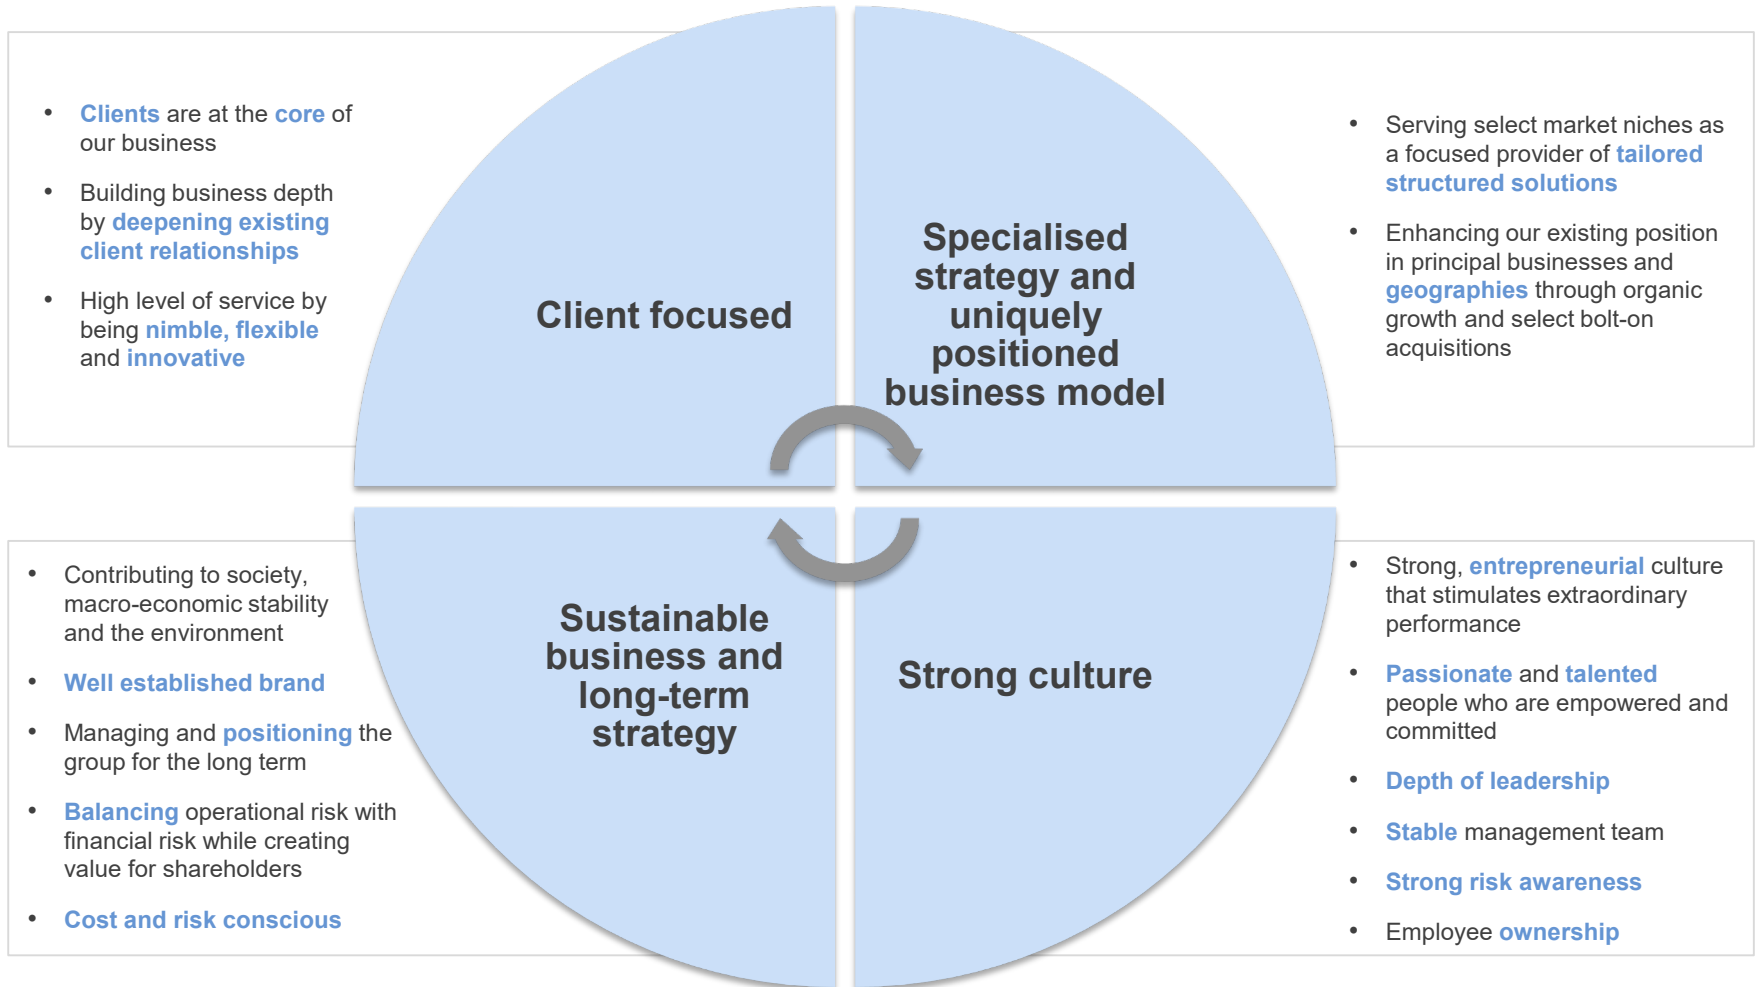 • Clients are at the core of
our business
• Building business depth
by deepening existing
client relationships
• High level of service by
being nimble, flexible
and innovative
Client focused
Specialised
strategy and
uniquely
positioned
business model
• Serving select market niches as
a focused provider of tailored
structured solutions
• Enhancing our existing position
in principal businesses and
geographies through organic
growth and select bolt-on
acquisitions
• Contributing to society,
macro-economic stability
and the environment
• Well established brand
• Managing and positioning the
group for the long term
• Balancing operational risk with
financial risk while creating
value for shareholders
• Cost and risk conscious
Sustainable
business and
long-term
strategy
Strong culture
• Strong, entrepreneurial culture
that stimulates extraordinary
performance
• Passionate and talented
people who are empowered and
committed
• Depth of leadership
• Stable management team
• Strong risk awareness
• Employee ownership